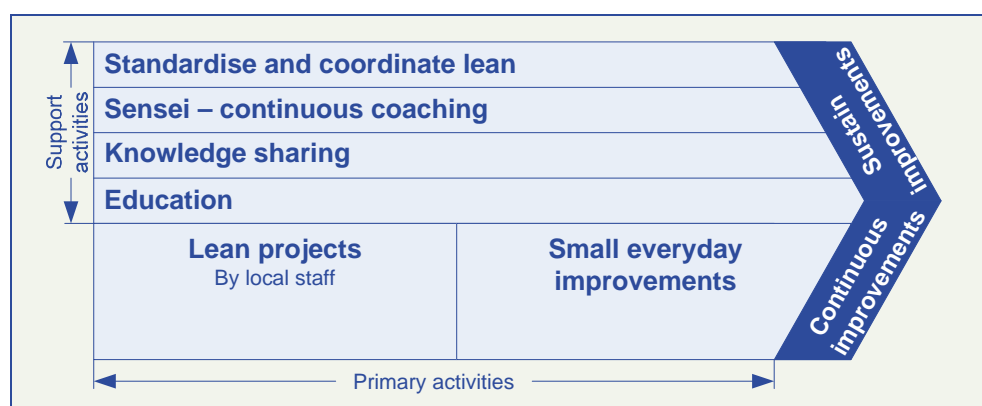 Support
activities
Standardise and coordinate lean
Sensei – continuous coaching
Knowledge sharing
Education
Lean projects
By local staff
Small everyday
improvements
Sustain
improvements
Continuous
improvements
Primary activities